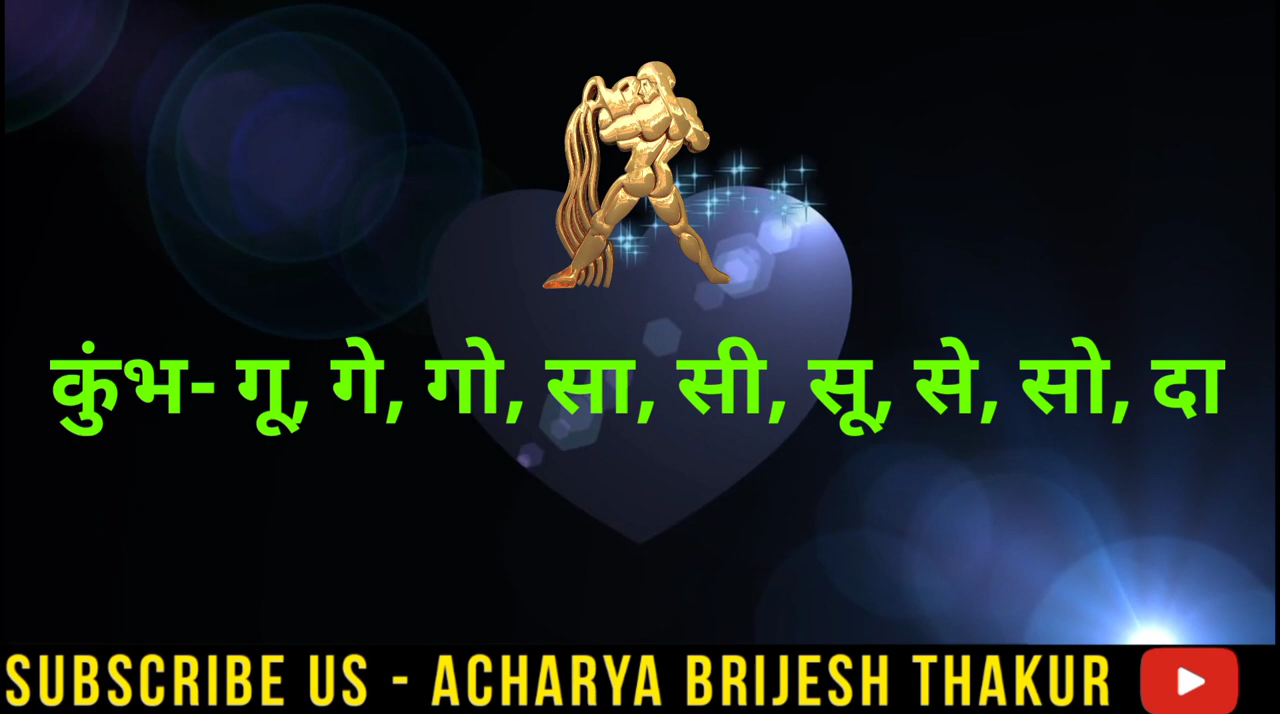 कुंभ- गू, गे, गो, सा, सी, सू, से, सो, दा
SUBSCRIBE US - ACHARYA BRIJESH THAKUR